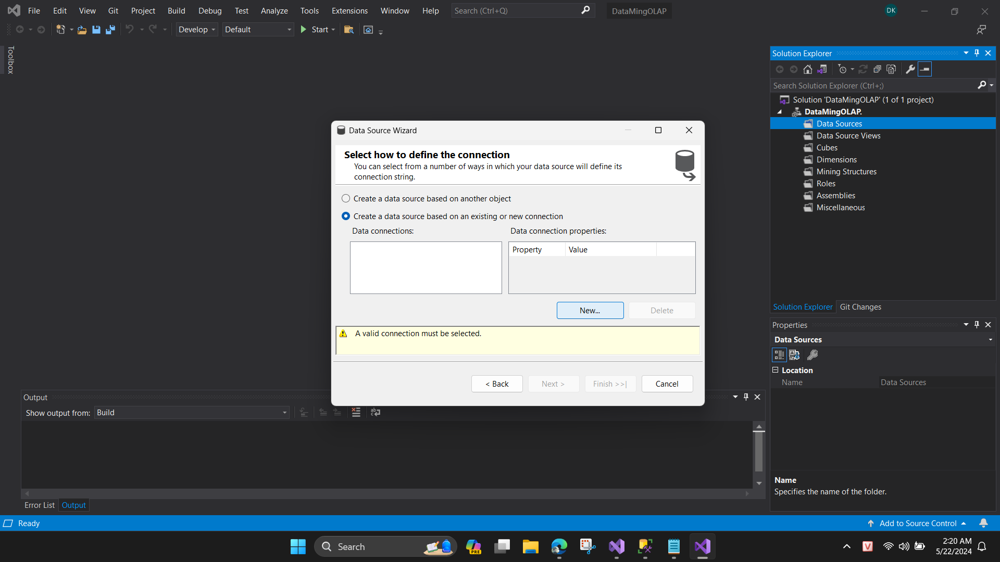 File Edit View Git Project Build Debug Test Analyze Tools Extensions Window Help Search (Ctrl+Q) DataMingOLAP DK
Develop Default Start
Toolbox
Solution Explorer
Search Solution Explorer (Ctrl+;)
Solution 'DataMingOLAP' (1 of 1 project)
DataMingOLAP.
Data Sources
Data Source Views
Cubes
Dimensions
Mining Structures
Roles
Assemblies
Miscellaneous
Solution Explorer Git Changes
Properties
Data Sources
Location
Name Data Sources
Name
Specifies the name of the folder.
Data Source Wizard
Select how to define the connection
You can select from a number of ways in which your data source will define its
connection string.
Create a data source based on another object
Create a data source based on an existing or new connection
Data connections: Data connection properties:
Property Value
New... Delete
A valid connection must be selected.
< Back Next > Finish >>| Cancel
Output
Show output from: Build
Error List Output
Ready Add to Source Control
Search PRE V 2:20 AM
5/22/2024